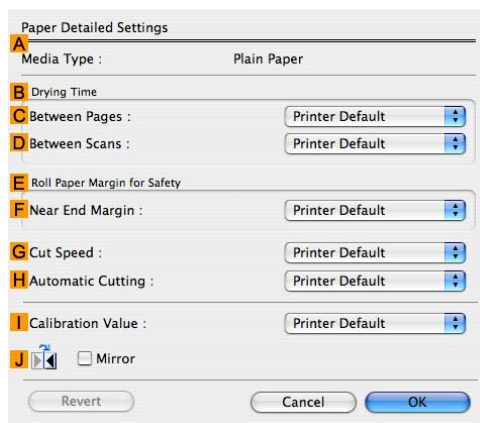 Paper Detailed Settings
A
Media Type : Plain Paper
B Drying Time
C Between Pages : Printer Default
D Between Scans : Printer Default
E Roll Paper Margin for Safety
F Near End Margin : Printer Default
G Cut Speed : Printer Default
H Automatic Cutting : Printer Default
I Calibration Value : Printer Default
J Mirror
Revert Cancel OK